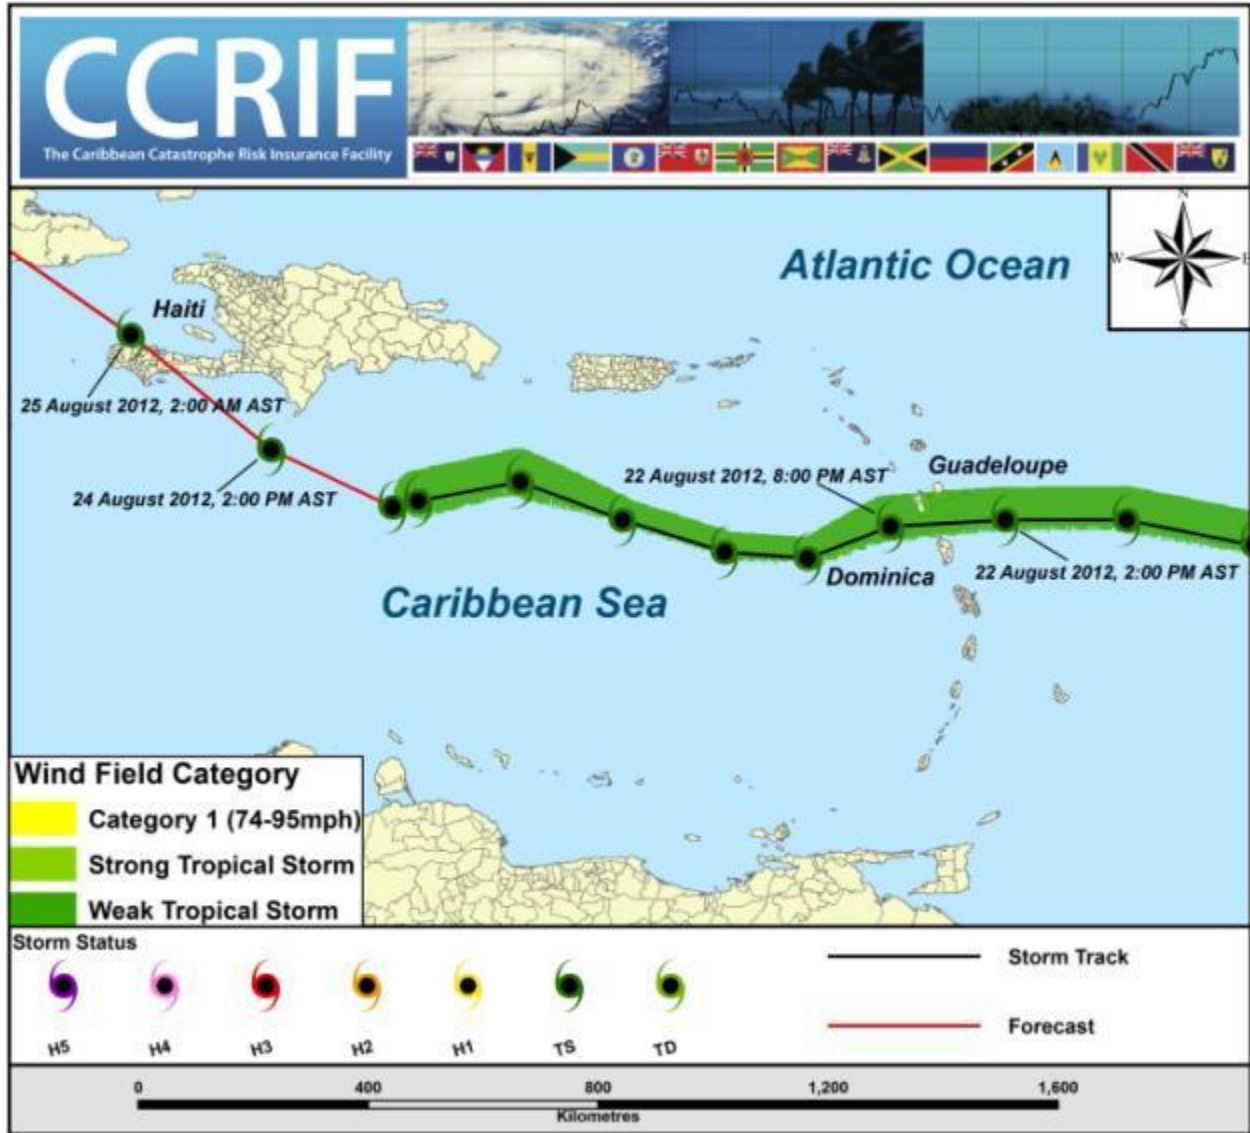 CCRIF
The Caribbean Catastrophe Risk Insurance Facility
N
W
E
S
Atlantic Ocean
Haiti
25 August 2012, 2:00 AM AST
Guadeloupe
22 August 2012, 8:00 PM AST
24 August 2012, 2:00 PM AST
Dominica
22 August 2012, 2:00 PM AST
Caribbean Sea
Wind Field Category
Category 1 (74-95mph)
Strong Tropical Storm
Weak Tropical Storm
Storm Status
H5
H4
H3
H2
H1
TS
TD
Storm Track
Forecast
0 400 800 1,200 1,600
Kilometres